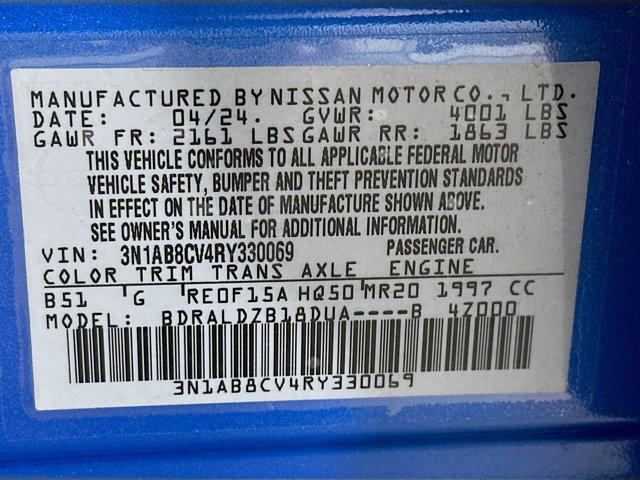 MANUFACTURED BY NISSAN MOTOR CO., LTD.
DATE: 04/24. GVWR: 4001 LBS
GAWR FR: 2161 LBS GAWR RR: 1863 LBS
THIS VEHICLE CONFORMS TO ALL APPLICABLE FEDERAL MOTOR
VEHICLE SAFETY, BUMPER AND THEFT PREVENTION STANDARDS
IN EFFECT ON THE DATE OF MANUFACTURE SHOWN ABOVE.
SEE OWNER'S MANUAL FOR ADDITIONAL INFORMATION.
VIN: 3N1AB8CV4RY330069 PASSENGER CAR.
COLOR TRIM TRANS AXLE ENGINE
B51 G RE0F15A HQ50 MR20 1997 CC
MODEL: BDRALDZB18DUA----B 4Z000
3N1AB8CV4RY330069